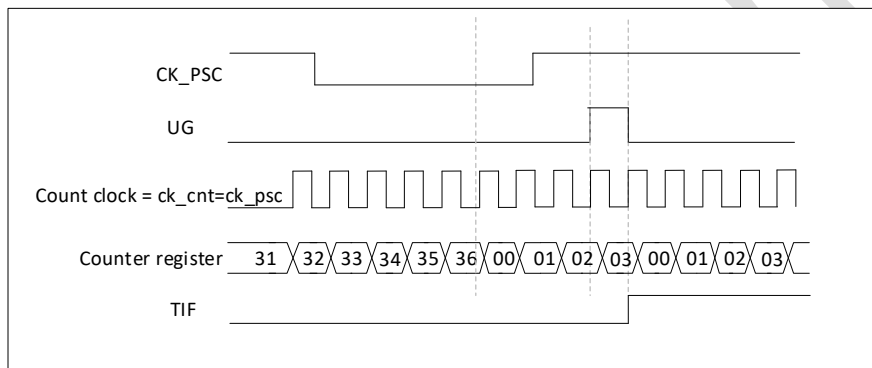 CK_PSC
UG
Count clock = ck_cnt=ck_psc
Counter register 31 32 33 34 35 36 00 01 02 03 00 01 02 03
TIF